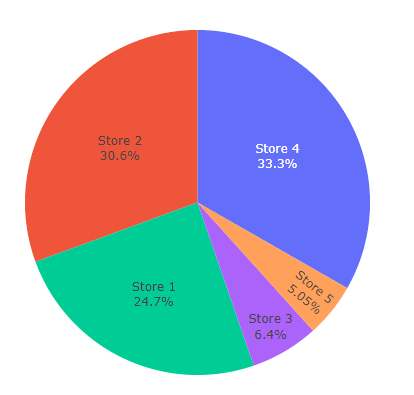 Store 2
30.6%
Store 4
33.3%
Store 1
24.7%
Store 3
6.4%
Store 5
5.05%